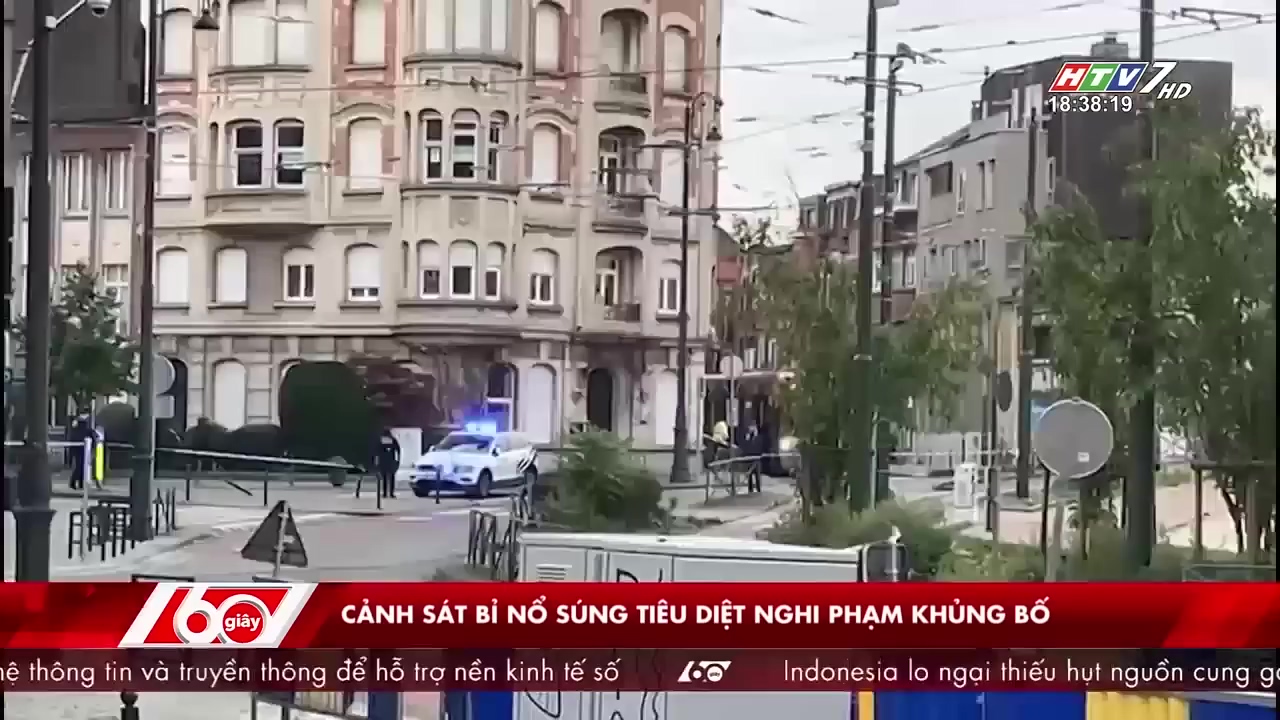 HTV7 HD
18:38:19
60 giây
CẢNH SÁT BỈ NỔ SÚNG TIÊU DIỆT NGHI PHẠM KHỦNG BỐ
hệ thông tin và truyền thông để hỗ trợ nền kinh tế số 60 giây Indonesia lo ngại thiếu hụt nguồn cung